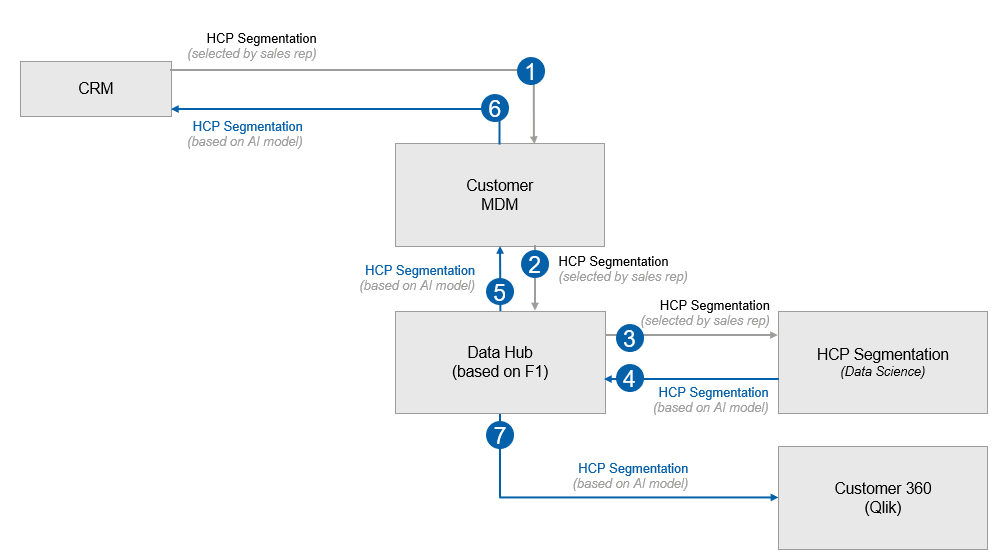 HCP Segmentation
(selected by sales rep)
1
CRM
6
HCP Segmentation
(based on AI model)
Customer
MDM
2
HCP Segmentation
(selected by sales rep)
HCP Segmentation
(based on AI model)
5
HCP Segmentation
(selected by sales rep)
3
Data Hub
(based on F1)
HCP Segmentation
(Data Science)
4
HCP Segmentation
(based on AI model)
7
HCP Segmentation
(based on AI model)
Customer 360
(Qlik)